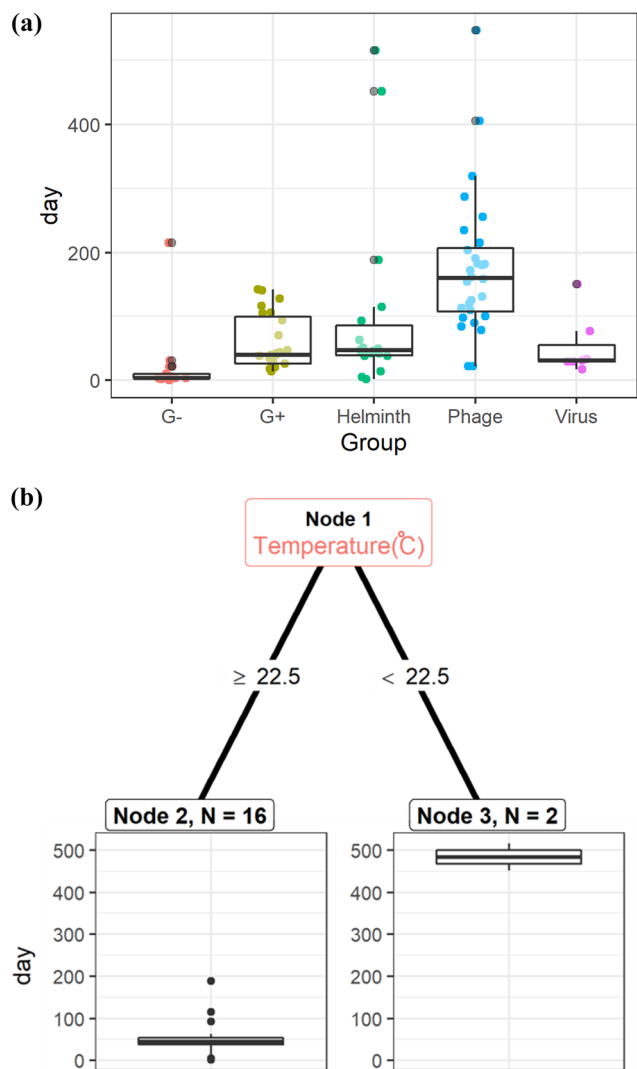 (a)
day
400
200
0
G-
G+
Helminth
Phage
Virus
Group
(b)
Node 1
Temperature(℃)
≥ 22.5
< 22.5
Node 2, N = 16
Node 3, N = 2
day
500
400
300
200
100
0
500
400
300
200
100
0